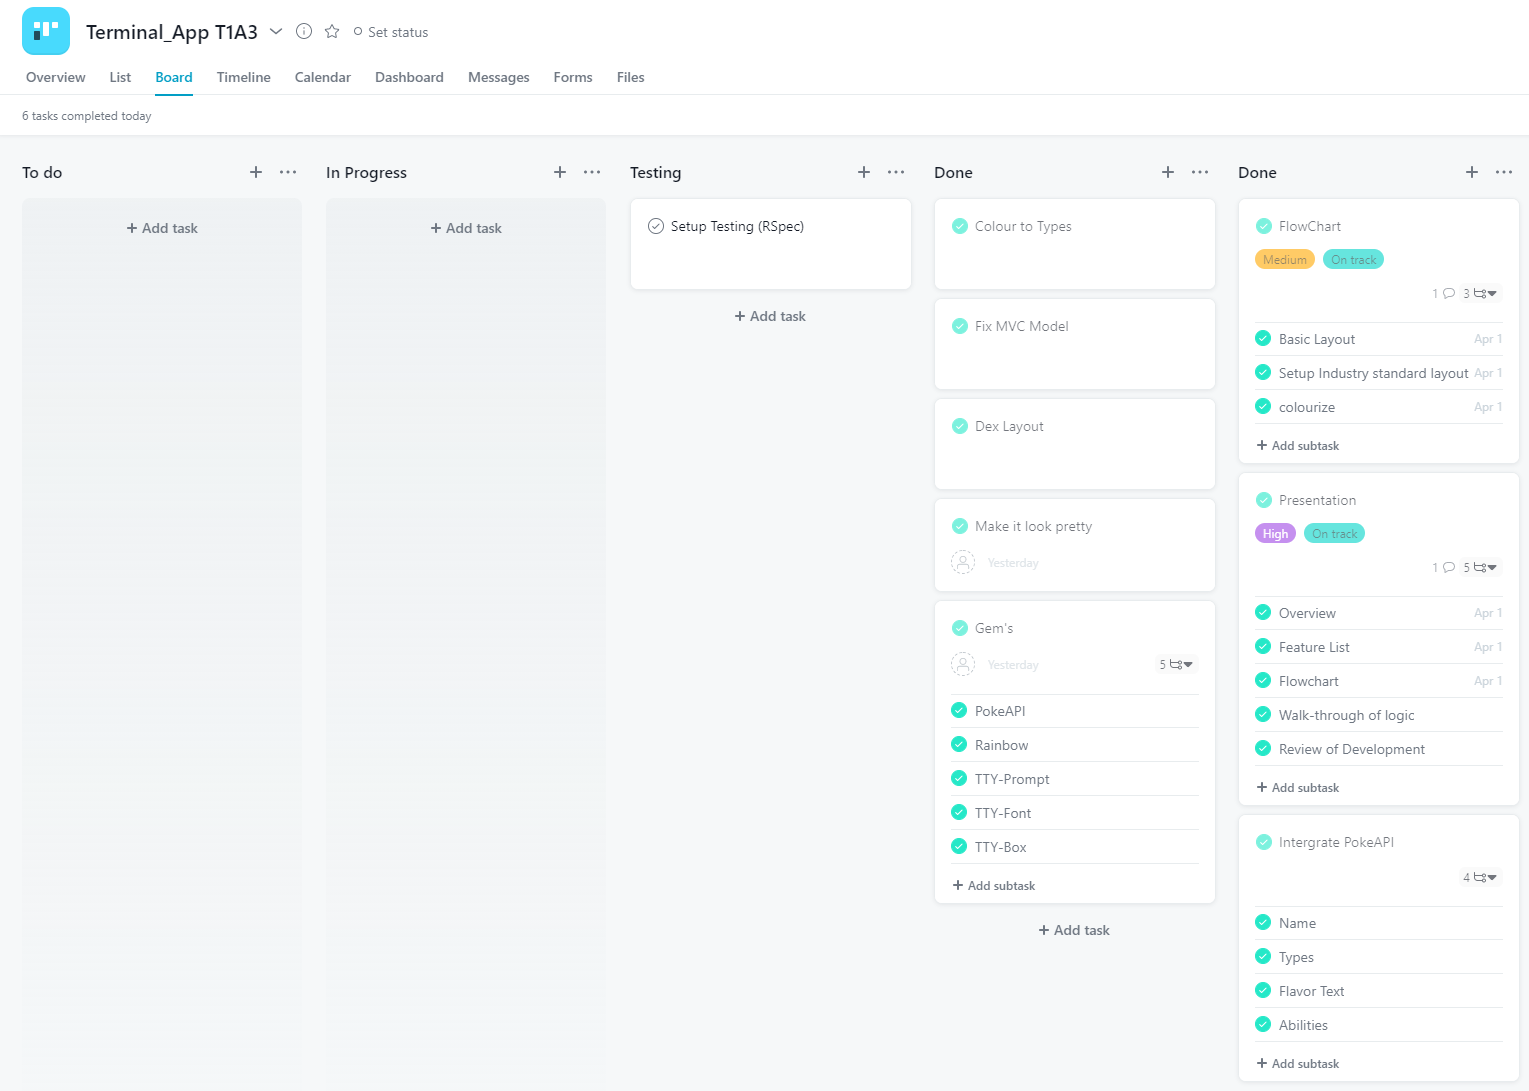 Terminal_App T1A3
Set status
Overview List Board Timeline Calendar Dashboard Messages Forms Files
6 tasks completed today
To do
+ Add task
In Progress
+ Add task
Testing
Setup Testing (RSpec)
+ Add task
Done
Colour to Types
Fix MVC Model
Dex Layout
Make it look pretty
Yesterday
Gem's
Yesterday 5
PokeAPI
Rainbow
TTY-Prompt
TTY-Font
TTY-Box
+ Add subtask
+ Add task
Done
FlowChart
Medium On track
1 3
Basic Layout Apr 1
Setup Industry standard layout Apr 1
colourize Apr 1
+ Add subtask
Presentation
High On track
1 5
Overview Apr 1
Feature List Apr 1
Flowchart Apr 1
Walk-through of logic
Review of Development
+ Add subtask
Intergrate PokeAPI
4
Name
Types
Flavor Text
Abilities
+ Add subtask